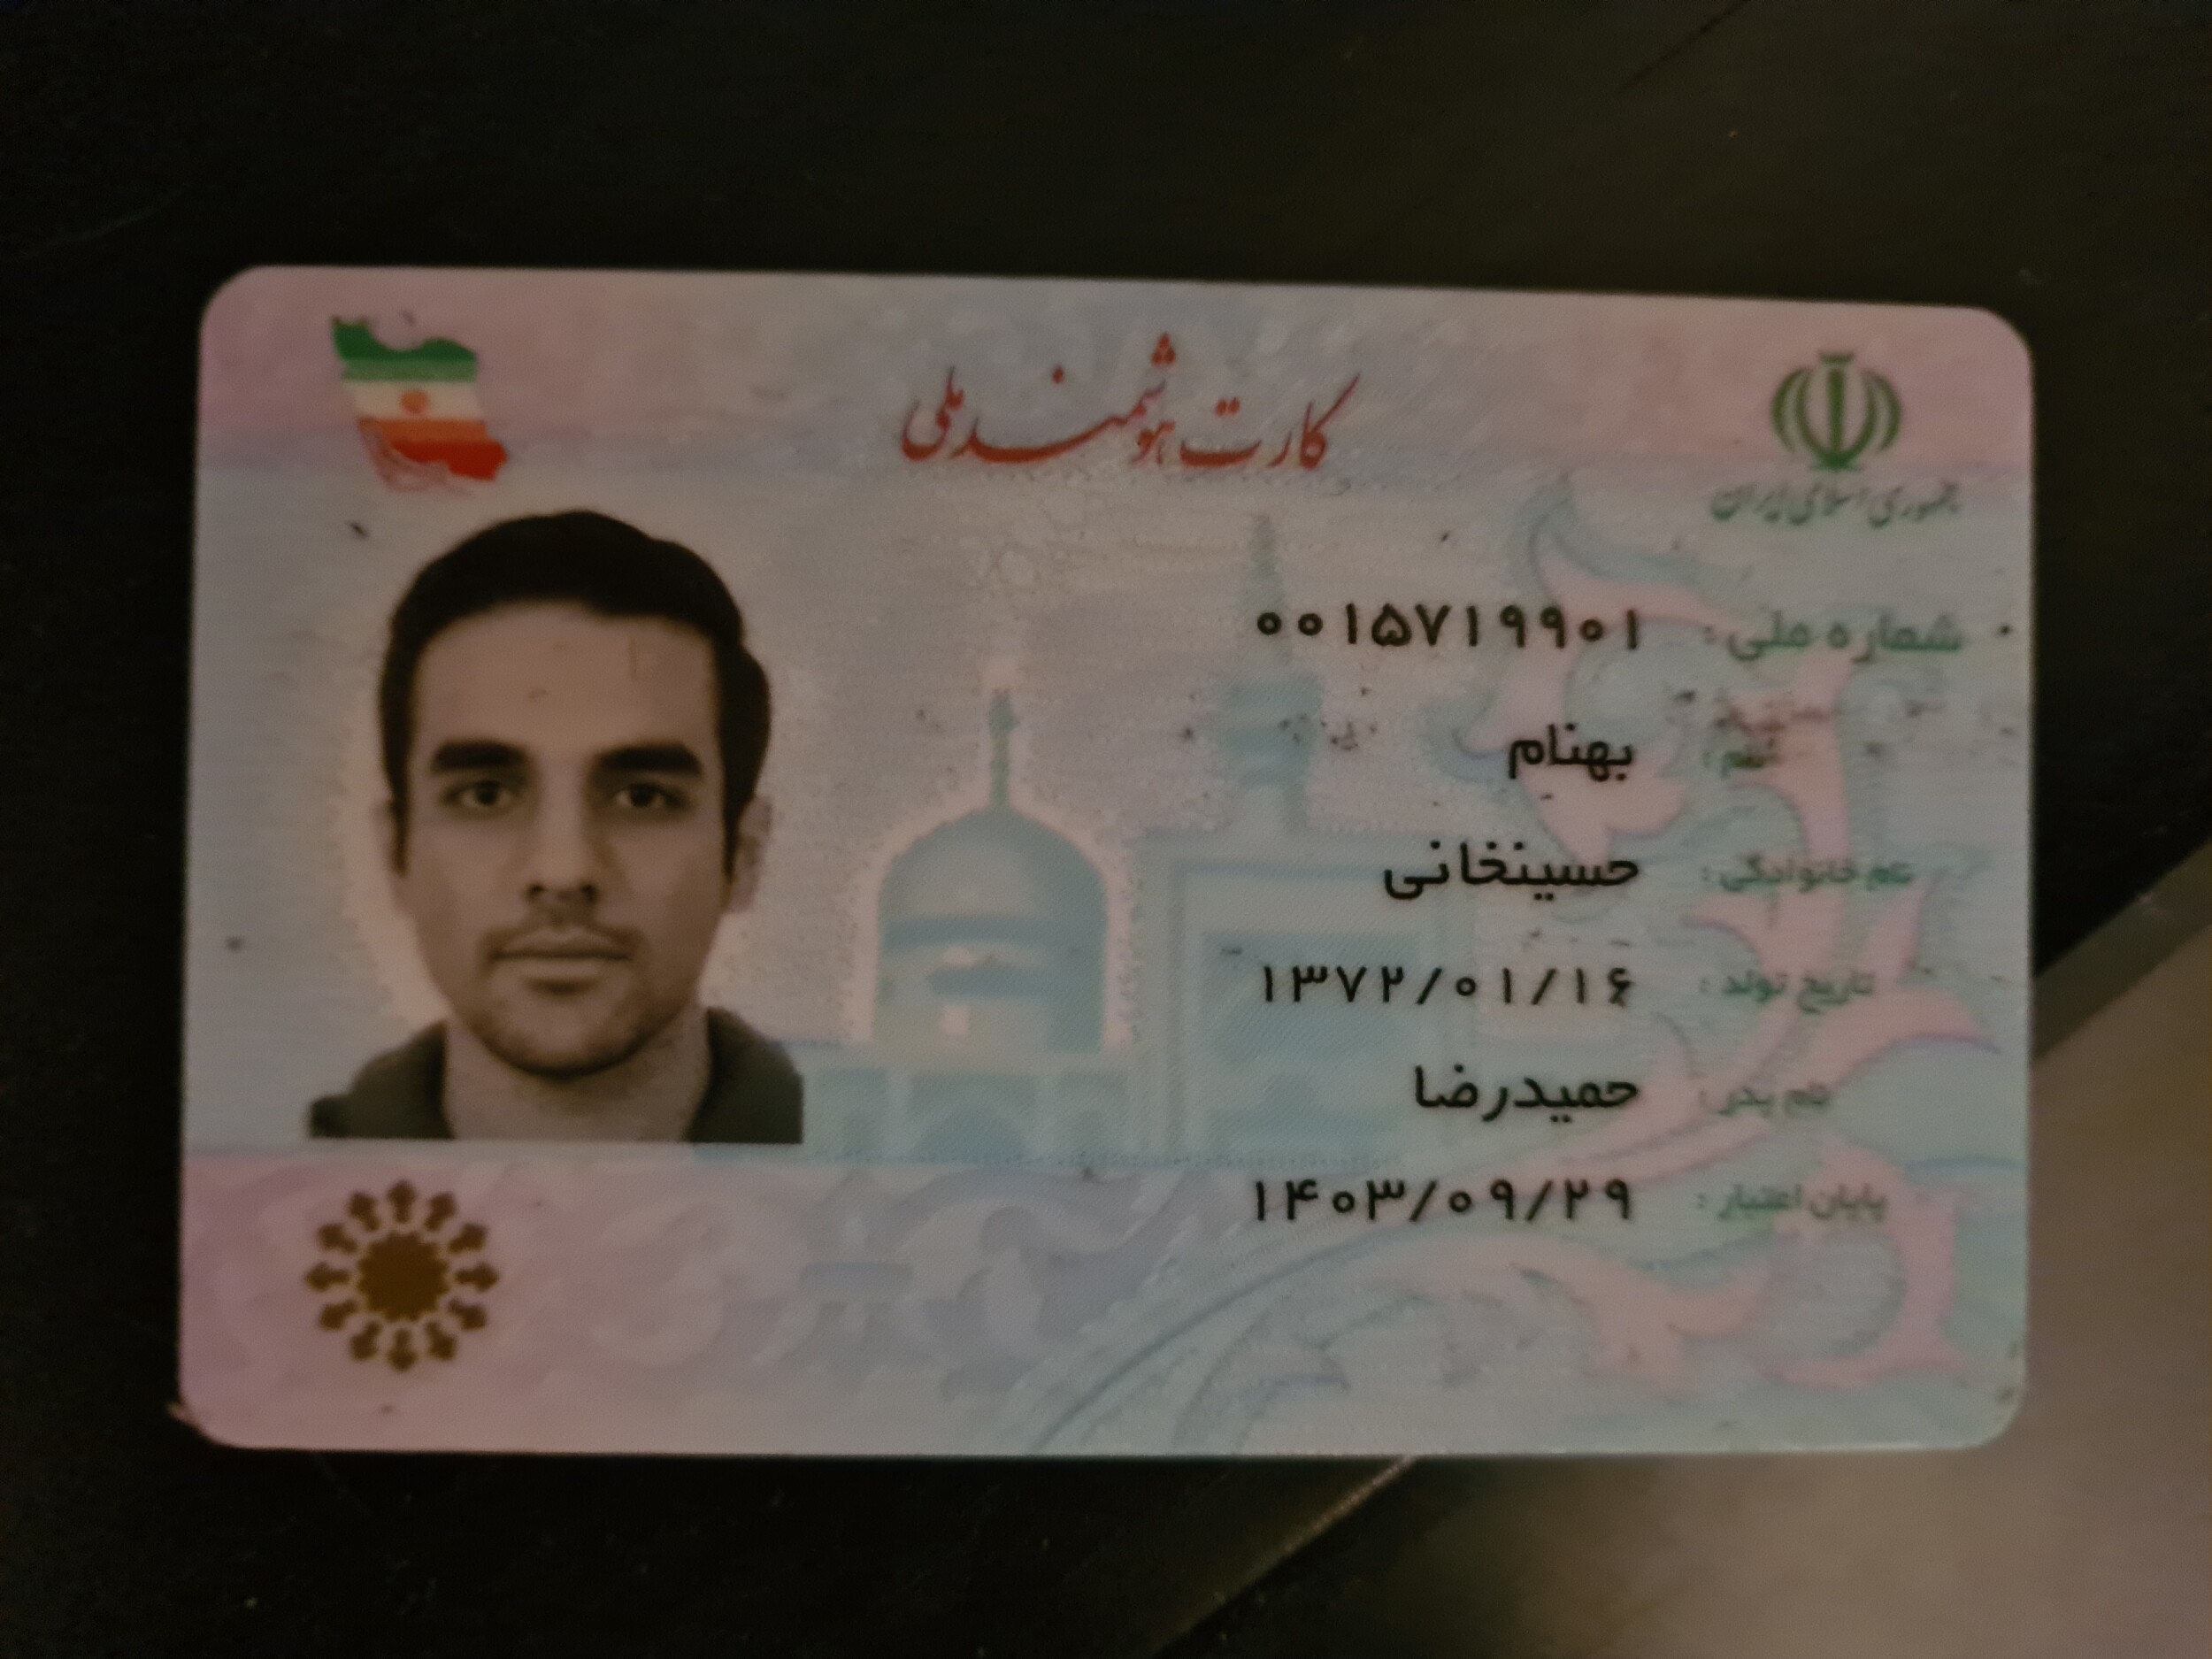 کارت هوشمند ملی
جمهوری اسلامی ایران
شماره ملی: ۰۰۱۵۷۱۹۹۰۱
نام: بهنام
نام خانوادگی: حسینخانی
تاریخ تولد: ۱۳۷۲/۰۱/۱۶
نام پدر: حمیدرضا
پایان اعتبار: ۱۴۰۳/۰۹/۲۹